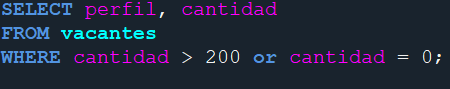 SELECT perfil, cantidad
FROM vacantes
WHERE cantidad > 200 or cantidad = 0;